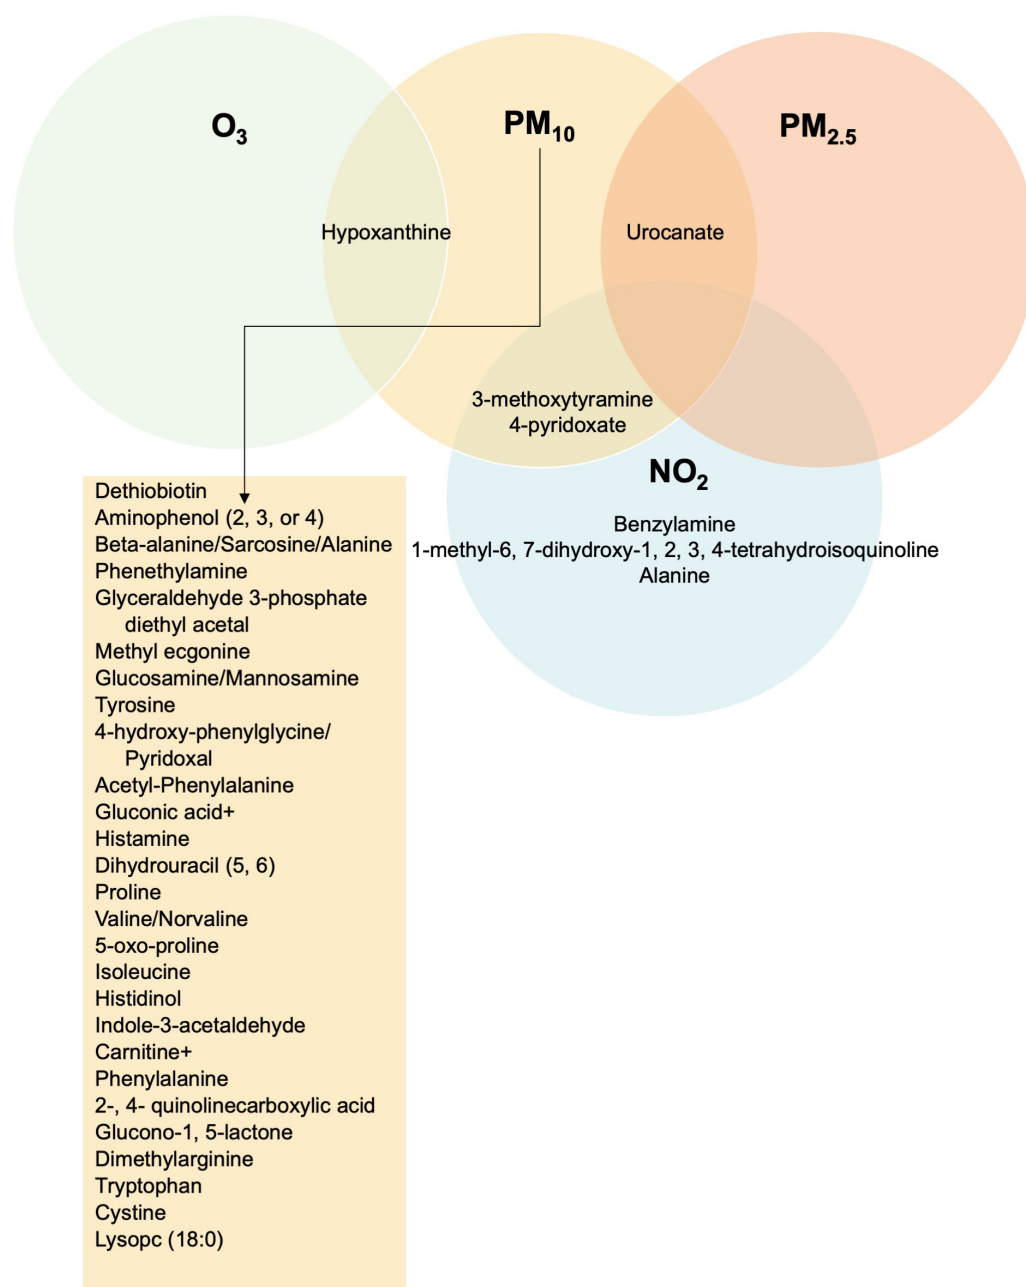 O₃
PM₁₀
PM₂.₅
Hypoxanthine
Urocanate
3-methoxytyramine
4-pyridoxate
NO₂
Benzylamine
1-methyl-6, 7-dihydroxy-1, 2, 3, 4-tetrahydroisoquinoline
Alanine
Dethiobiotin
Aminophenol (2, 3, or 4)
Beta-alanine/Sarcosine/Alanine
Phenethylamine
Glyceraldehyde 3-phosphate
diethyl acetal
Methyl ecgonine
Glucosamine/Mannosamine
Tyrosine
4-hydroxy-phenylglycine/
Pyridoxal
Acetyl-Phenylalanine
Gluconic acid+
Histamine
Dihydrouracil (5, 6)
Proline
Valine/Norvaline
5-oxo-proline
Isoleucine
Histidinol
Indole-3-acetaldehyde
Carnitine+
Phenylalanine
2-, 4- quinolinecarboxylic acid
Glucono-1, 5-lactone
Dimethylarginine
Tryptophan
Cystine
Lysopc (18:0)